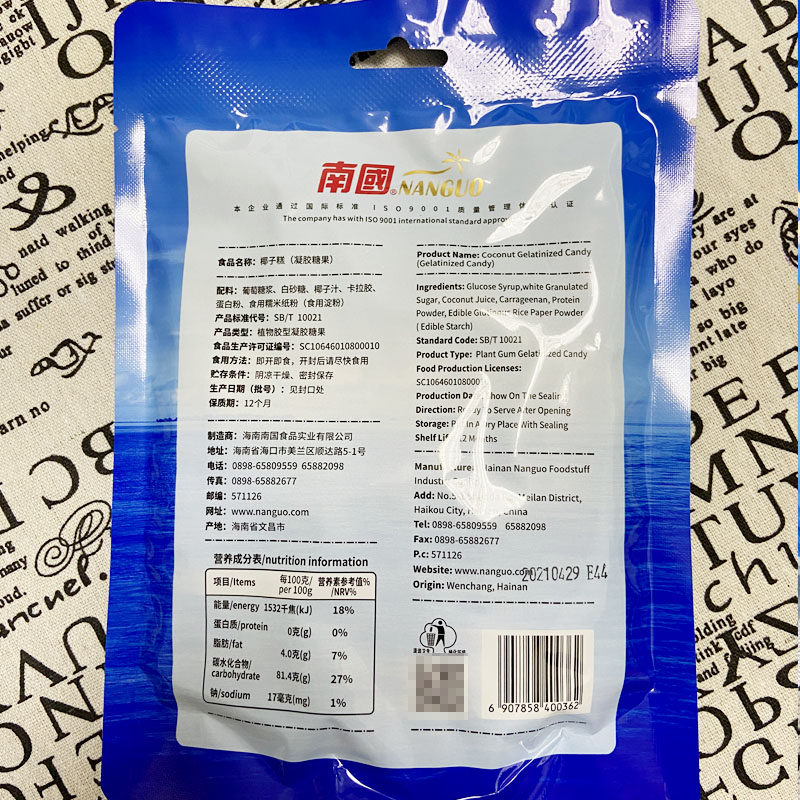 南國® NANGUO
本企业通过国际标准 ISO9001质量管理体 认证
The company has with ISO 9001 international standard
食品名称：椰子糕（凝胶糖果）
配料：葡萄糖浆、白砂糖、椰子汁、卡拉胶、
蛋白粉、食用糯米纸粉（食用淀粉）
产品标准代号：SB/T 10021
产品类型：植物胶型凝胶糖果
食品生产许可证编号：SC10646010800010
食用方法：即开即食，开封后请尽快食用
贮存条件：阴凉干燥、密封保存
生产日期（批号）：见封口处
保质期：12个月
制造商：海南南国食品实业有限公司
地址：海南省海口市美兰区顺达路5-1号
电话：0898-65809559 65882098
传真：0898-65882677
邮编：571126
网址：www.nanguo.com
产地：海南省文昌市
营养成分表/nutrition information
项目/Items 每100克/per 100g 营养素参考值%/NRV%
能量/energy 1532千焦(kJ) 18%
蛋白质/protein 0克(g) 0%
脂肪/fat 4.0克(g) 7%
碳水化合物/carbohydrate 81.4克(g) 27%
钠/sodium 17毫克(mg) 1%
Product Name: Coconut Gelatinized Candy
(Gelatinized Candy)
Ingredients: Glucose Syrup,white Granulated
Sugar, Coconut Juice, Carrageenan, Protein
Powder, Edible Glutinous Rice Paper Powder
( Edible Starch)
Standard Code: SB/T 10021
Product Type: Plant Gum Gelatinized Candy
Food Production Licenses:
SC1064601080001
Production Date: Show On The Sealing
Direction: Ready to Serve After Opening
Storage: Put In A Dry Place With Sealing
Shelf Life: 12 Months
Manufacturer: Hainan Nanguo Foodstuff
Add: No.5-1 Meilan District,
Haikou City, China
Tel: 0898-65809559 65882098
Fax: 0898-65882677
P.c: 571126
Website: www.nanguo.co
20210429 E44
Origin: Wenchang, Hainan
6 907858 400362